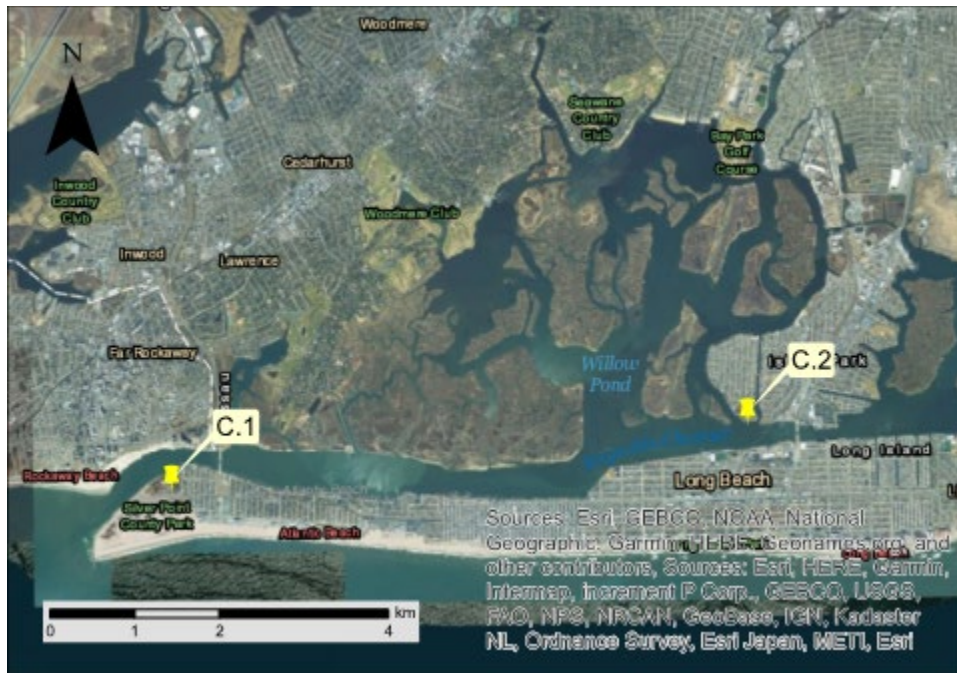 Woodmere
N
Seawane
Country
Club
Bay Park
Golf
Course
Cedarhurst
Inwood
Country
Club
Woodmere Club
Inwood
Lawrence
Far Rockaway
Willow
Pond
Park
C.2
C.1
Long Island
Rockaway Beach
Long Beach
Silver Point
County Park
Atlantic Beach
Sources: Esri, GEBCO, NOAA, National
Geographic, Garmin, HERE, Geonames.org, and
other contributors, Sources: Esri, HERE, Garmin,
Intermap, increment P Corp., GEBCO, USGS,
FAO, NPS, NRCAN, GeoBase, IGN, Kadaster
NL, Ordnance Survey, Esri Japan, METI, Esri
km
0 1 2 4